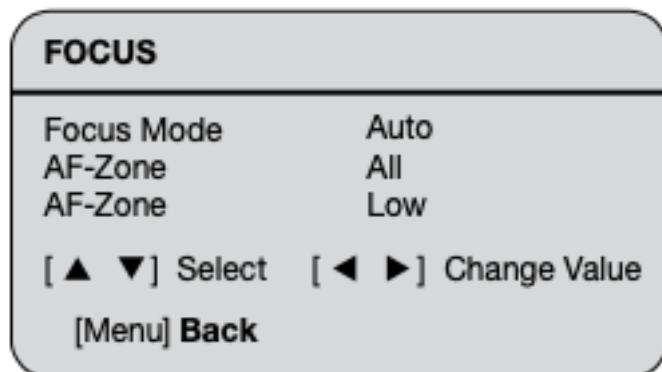 FOCUS
Focus Mode Auto
AF-Zone All
AF-Zone Low
[ ▲ ▼ ] Select [ ◀ ▶ ] Change Value
[Menu] Back